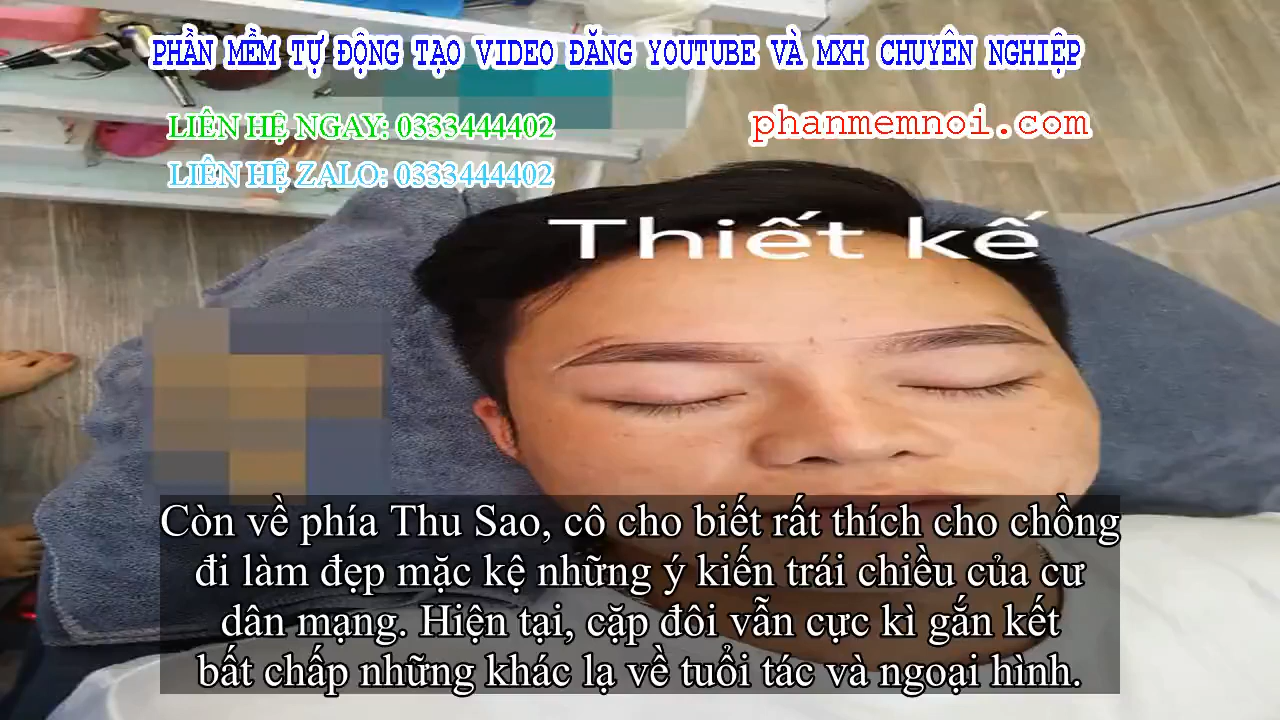 PHẦN MỀM TỰ ĐỘNG TẠO VIDEO ĐĂNG YOUTUBE VÀ MXH CHUYÊN NGHIỆP
LIÊN HỆ NGAY: 0333444402
phanmemnoi.com
LIÊN HỆ ZALO: 0333444402
Thiết kế
Còn về phía Thu Sao, cô cho biết rất thích cho chồng
đi làm đẹp mặc kệ những ý kiến trái chiều của cư
dân mạng. Hiện tại, cặp đôi vẫn cực kì gắn kết
bất chấp những khác lạ về tuổi tác và ngoại hình.